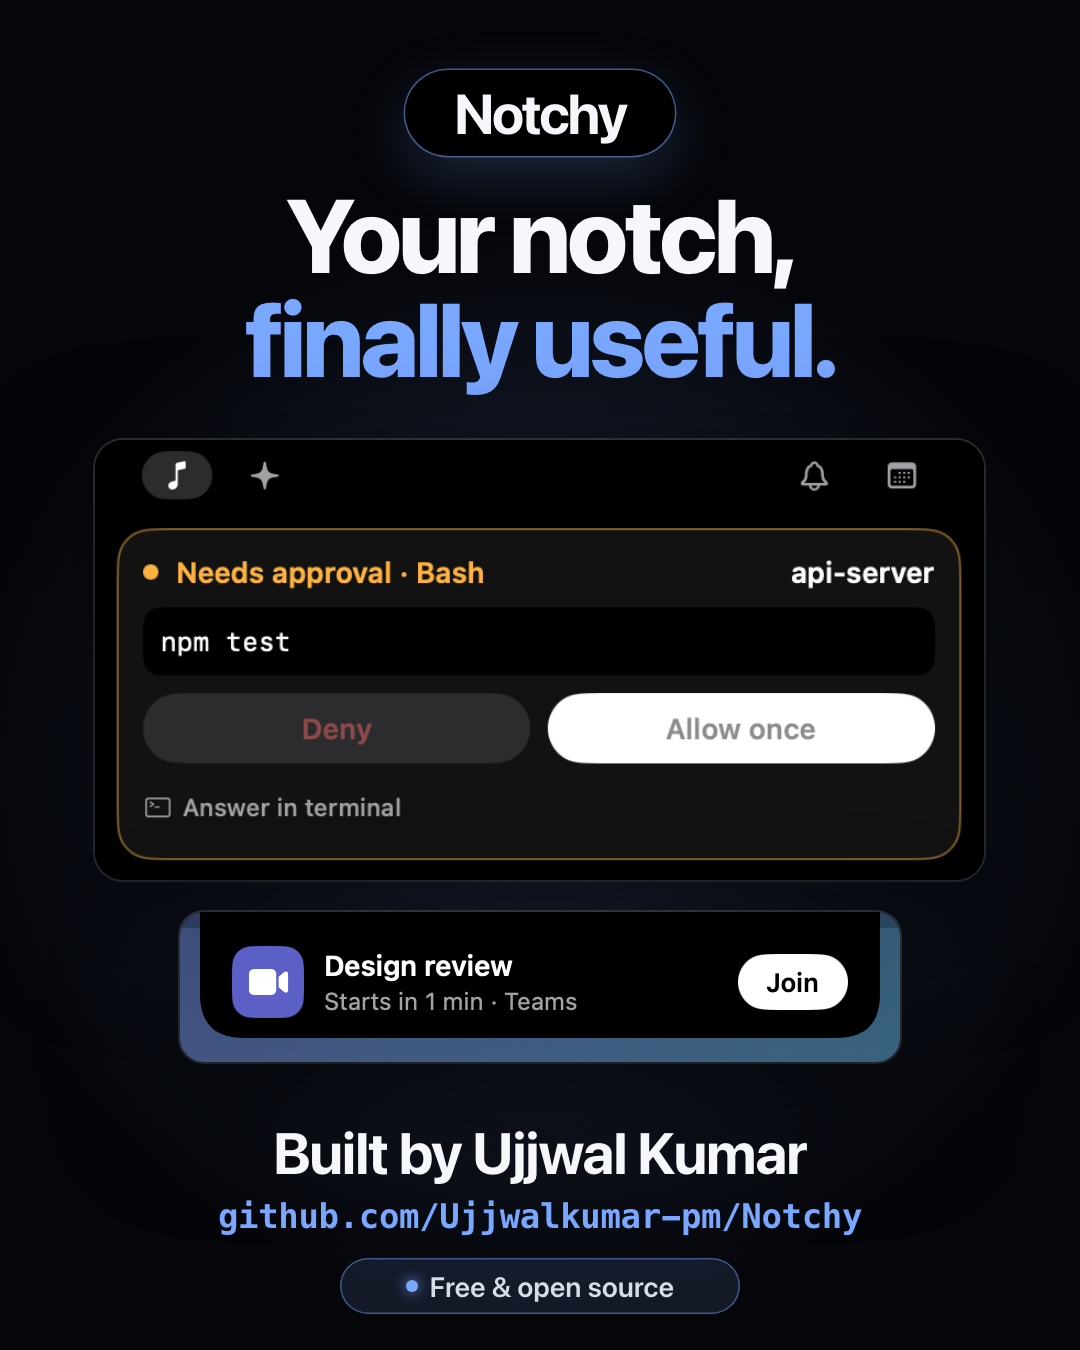 Notchy
Your notch,
finally useful.
Needs approval · Bash
api-server
npm test
Deny
Allow once
Answer in terminal
Design review
Starts in 1 min · Teams
Join
Built by Ujjwal Kumar
github.com/Ujjwalkumar-pm/Notchy
Free & open source